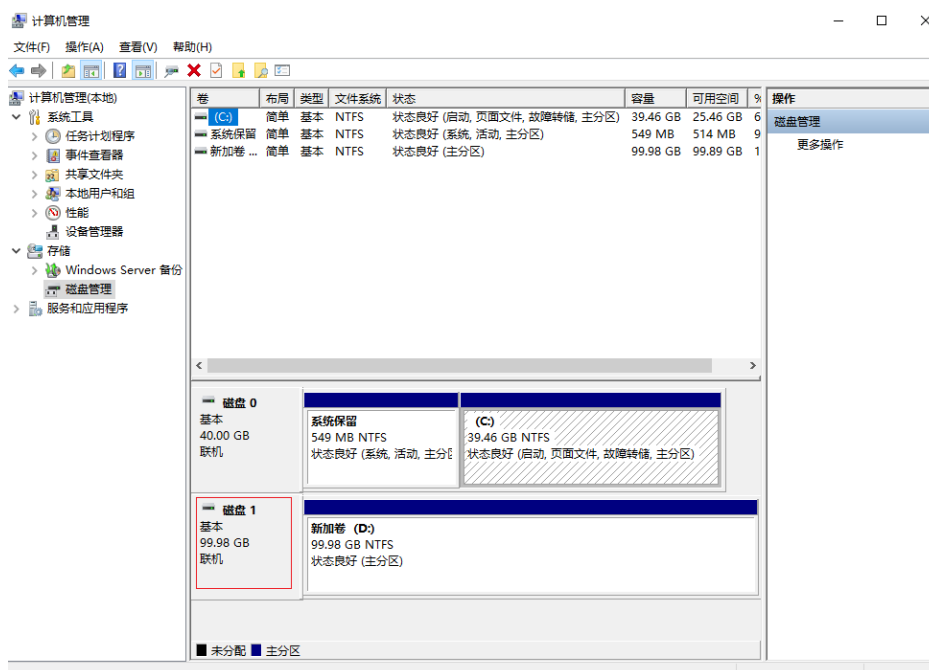 计算机管理
文件(F) 操作(A) 查看(V) 帮助(H)
计算机管理(本地)
系统工具
任务计划程序
事件查看器
共享文件夹
本地用户和组
性能
设备管理器
存储
Windows Server 备份
磁盘管理
服务和应用程序
卷 布局 类型 文件系统 状态 容量 可用空间 %
(C:) 简单 基本 NTFS 状态良好 (启动, 页面文件, 故障转储, 主分区) 39.46 GB 25.46 GB 6
系统保留 简单 基本 NTFS 状态良好 (系统, 活动, 主分区) 549 MB 514 MB 9
新加卷 ... 简单 基本 NTFS 状态良好 (主分区) 99.98 GB 99.89 GB 1
磁盘 0
基本
40.00 GB
联机
系统保留
549 MB NTFS
状态良好 (系统, 活动, 主分区
(C:)
39.46 GB NTFS
状态良好 (启动, 页面文件, 故障转储, 主分区)
磁盘 1
基本
99.98 GB
联机
新加卷 (D:)
99.98 GB NTFS
状态良好 (主分区)
未分配 主分区
操作
磁盘管理
更多操作